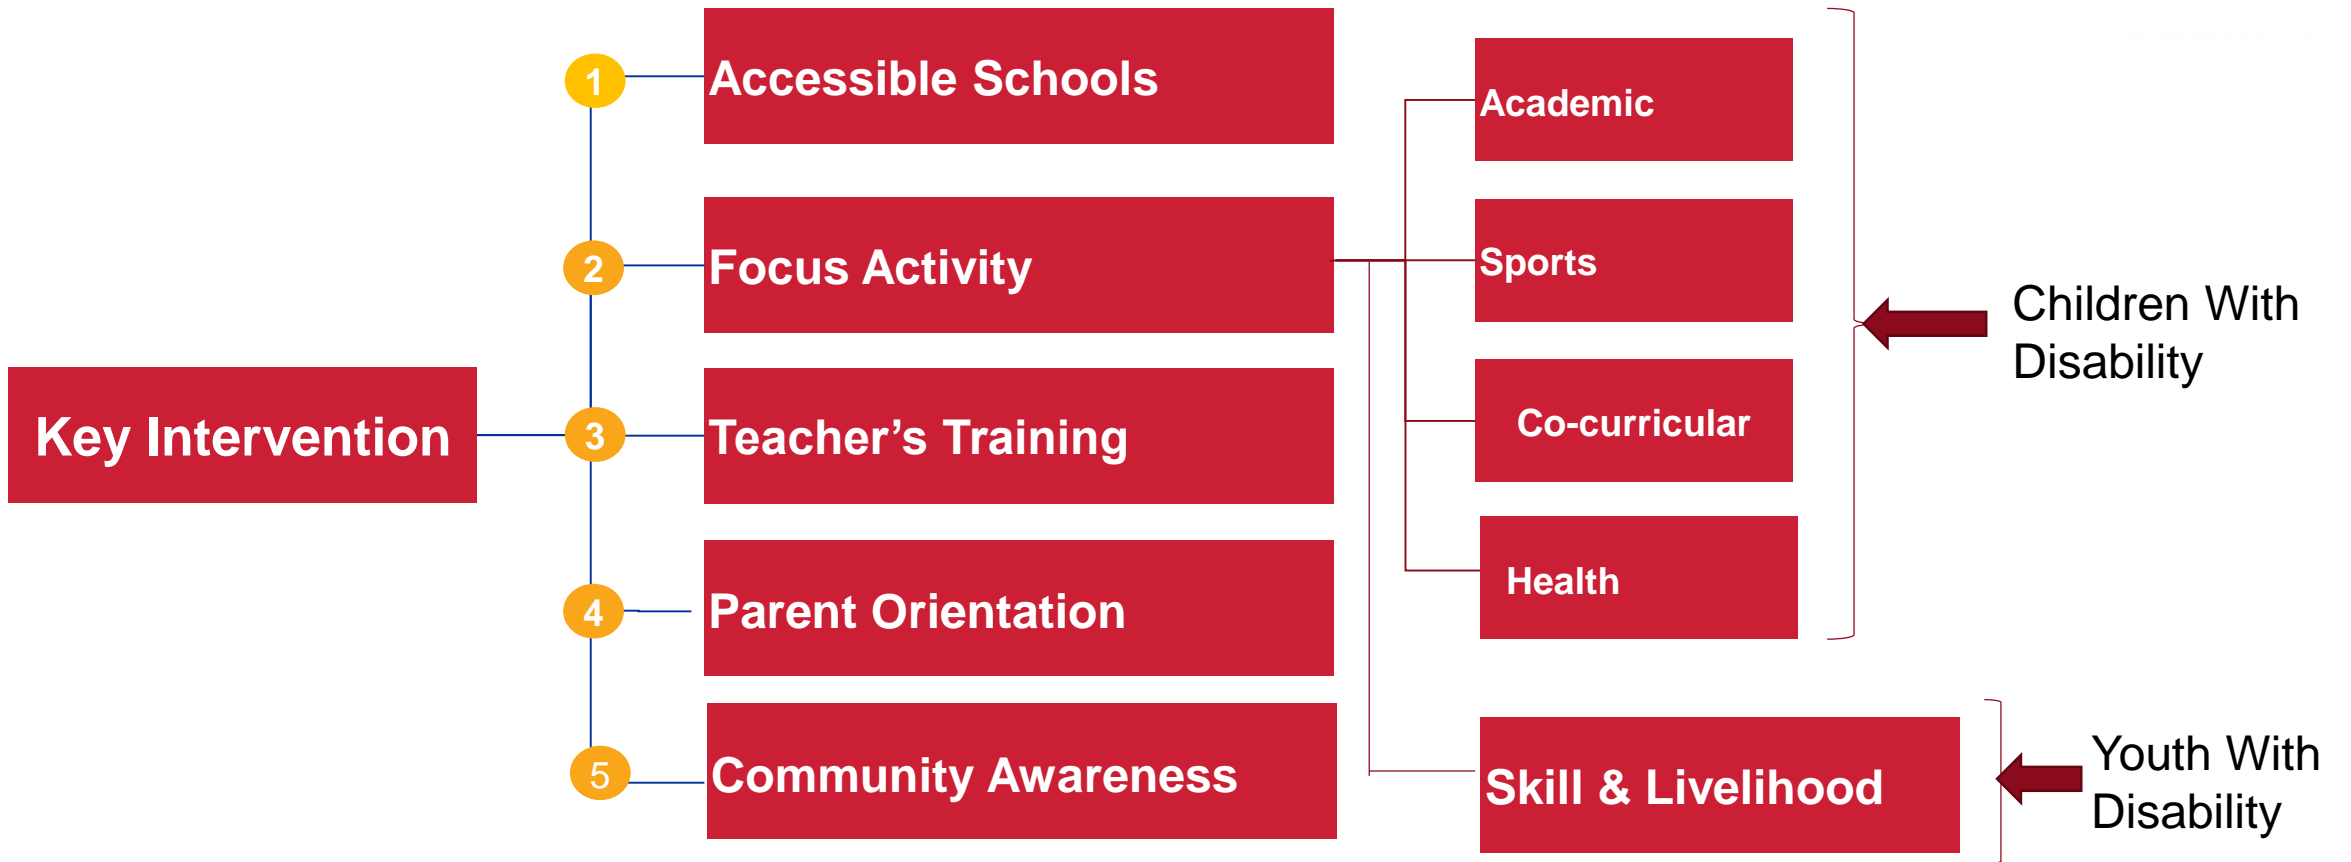 Key Intervention
1
Accessible Schools
2
Focus Activity
3
Teacher’s Training
4
Parent Orientation
5
Community Awareness
Academic
Sports
Co-curricular
Health
Skill & Livelihood
Children With
Disability
Youth With
Disability